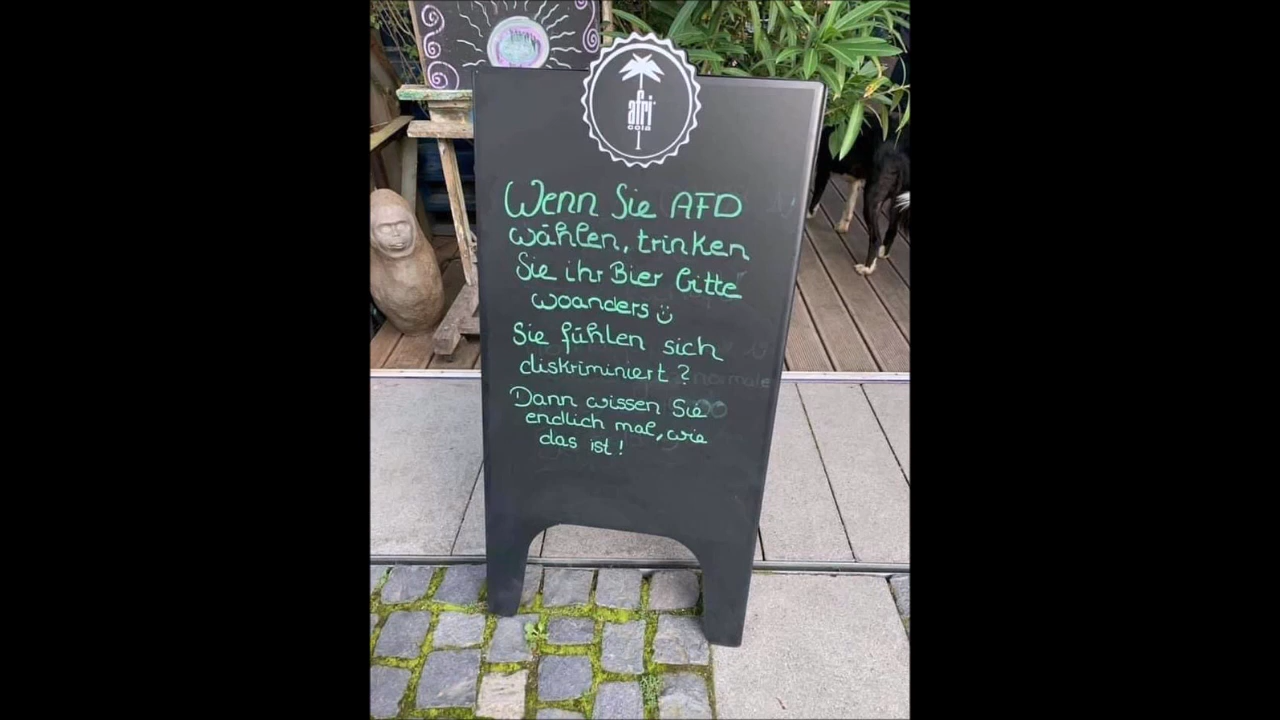 afri
cola
Wenn Sie AFD
wählen, trinken
Sie ihr Bier bitte
woanders
Sie fühlen sich
diskriminiert?
Dann wissen Sie
endlich mal, wie
das ist!
normale